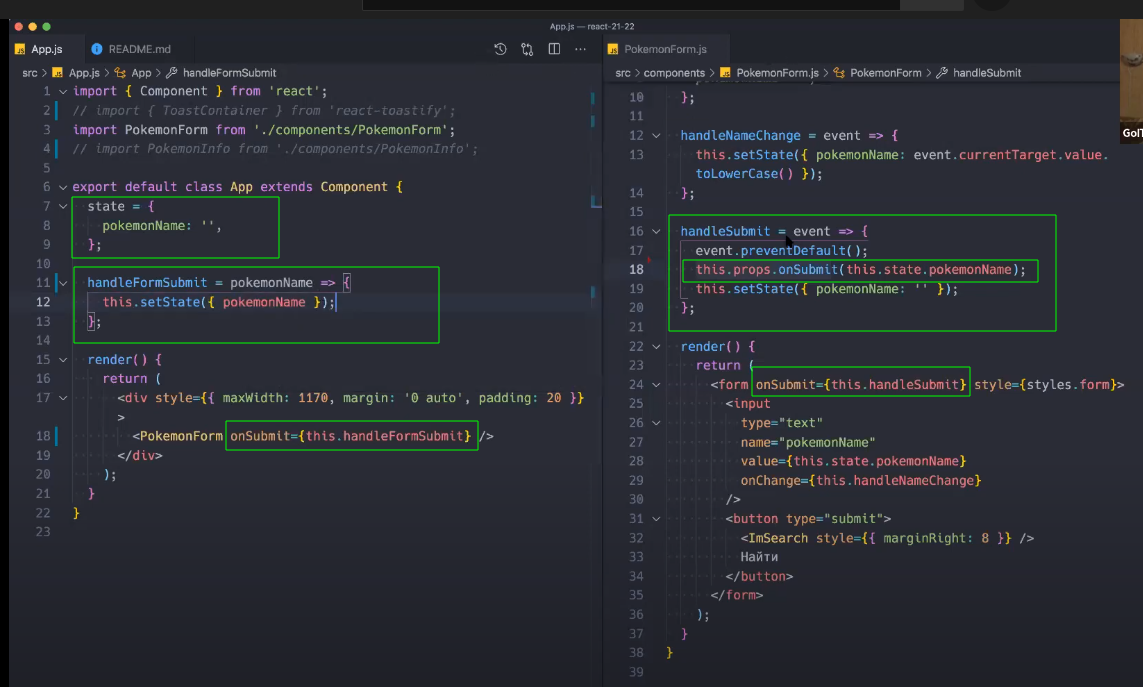 App.js — react-21-22
App.js
README.md
src > App.js > App > handleFormSubmit
1 import { Component } from 'react';
2 // import { ToastContainer } from 'react-toastify';
3 import PokemonForm from './components/PokemonForm';
4 // import PokemonInfo from './components/PokemonInfo';
5
6 export default class App extends Component {
7 state = {
8 pokemonName: '',
9 };
10
11 handleFormSubmit = pokemonName => {
12 this.setState({ pokemonName });
13 };
14
15 render() {
16 return (
17 <div style={{ maxWidth: 1170, margin: '0 auto', padding: 20 }}
>
18 <PokemonForm onSubmit={this.handleFormSubmit} />
19 </div>
20 );
21 }
22 }
23
PokemonForm.js
src > components > PokemonForm.js > PokemonForm > handleSubmit
10 };
11
12 handleNameChange = event => {
13 this.setState({ pokemonName: event.currentTarget.value.
toLowerCase() });
14 };
15
16 handleSubmit = event => {
17 event.preventDefault();
18 this.props.onSubmit(this.state.pokemonName);
19 this.setState({ pokemonName: '' });
20 };
21
22 render() {
23 return (
24 <form onSubmit={this.handleSubmit} style={styles.form}>
25 <input
26 type="text"
27 name="pokemonName"
28 value={this.state.pokemonName}
29 onChange={this.handleNameChange}
30 />
31 <button type="submit">
32 <ImSearch style={{ marginRight: 8 }} />
33 Найти
34 </button>
35 </form>
36 );
37 }
38 }
39